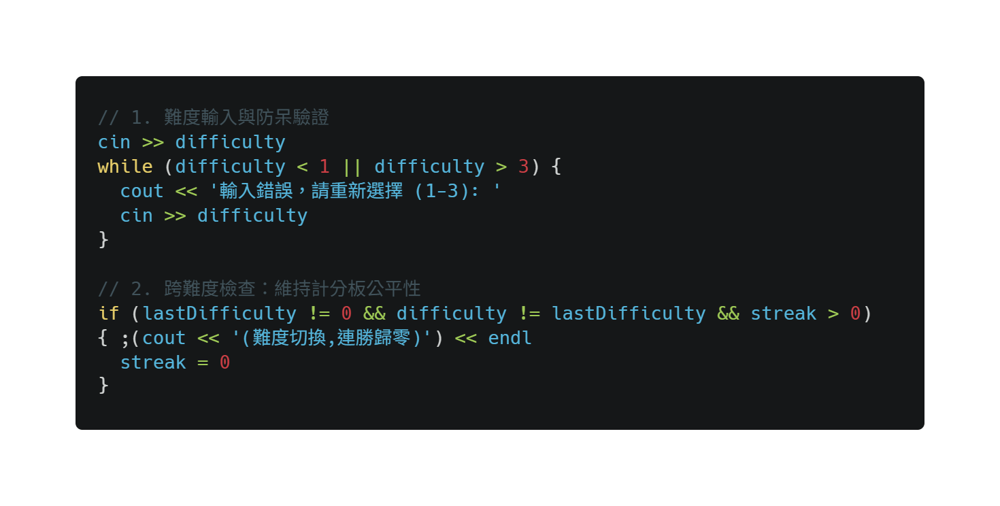 // 1. 難度輸入與防呆驗證
cin >> difficulty
while (difficulty < 1 || difficulty > 3) {
  cout << '輸入錯誤，請重新選擇 (1-3): '
  cin >> difficulty
}

// 2. 跨難度檢查：維持計分板公平性
if (lastDifficulty != 0 && difficulty != lastDifficulty && streak > 0)
{ ;(cout << '(難度切換,連勝歸零)') << endl
  streak = 0
}